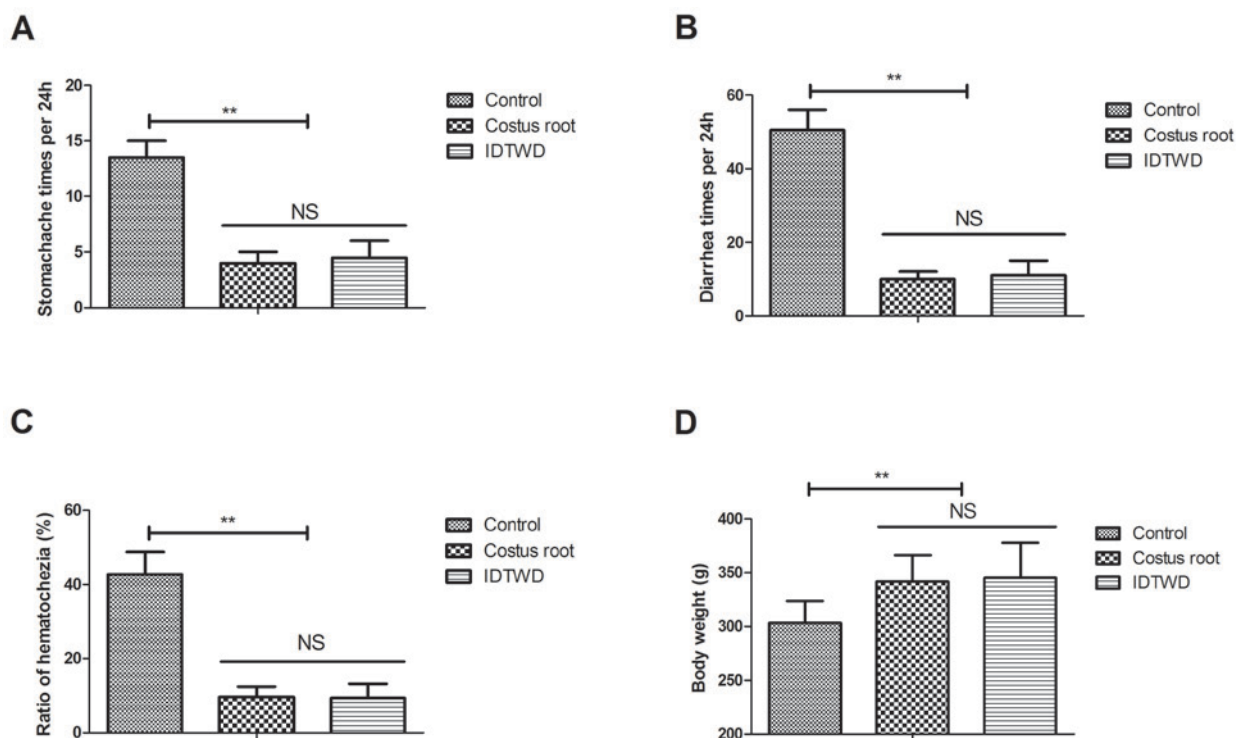 A
Stomachache times per 24h
20
15
10
5
0
**
NS
Control
Costus root
IDTWD
B
Diarrhea times per 24h
60
40
20
0
**
NS
Control
Costus root
IDTWD
C
Ratio of hematochezia (%)
60
40
20
0
**
NS
Control
Costus root
IDTWD
D
Body weight (g)
400
350
300
250
200
**
NS
Control
Costus root
IDTWD